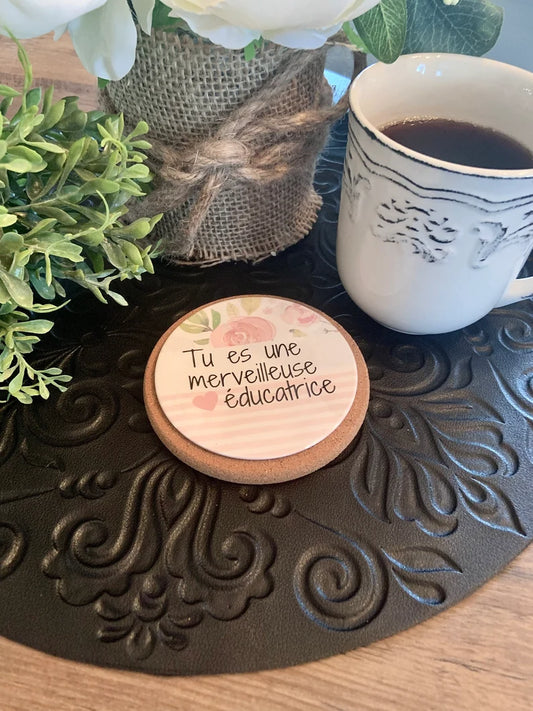 Tu es une
merveilleuse
éducatrice